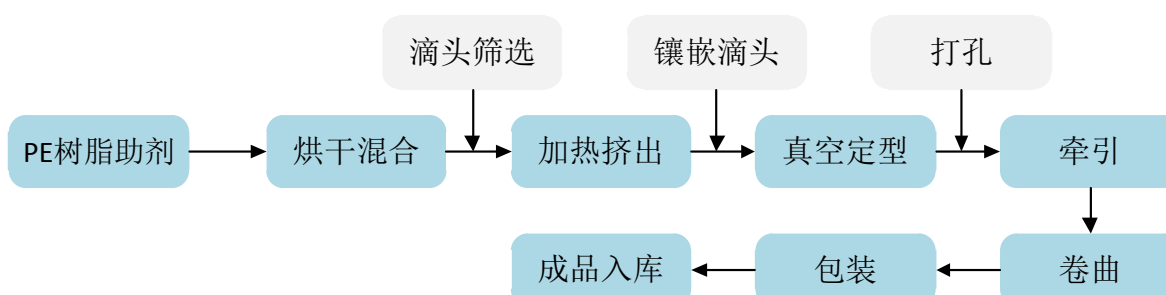 滴头筛选
镶嵌滴头
打孔
PE树脂助剂
烘干混合
加热挤出
真空定型
牵引
成品入库
包装
卷曲